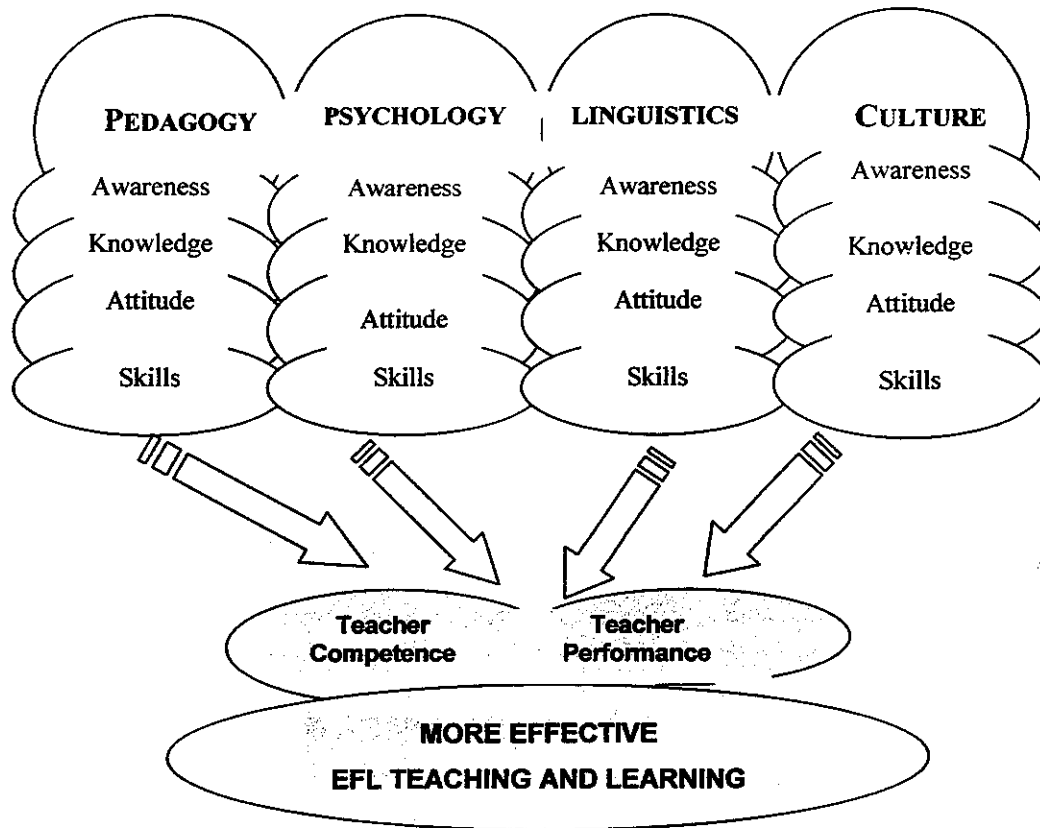 PEDAGOGY PSYCHOLOGY LINGUISTICS CULTURE
Awareness Awareness Awareness Awareness
Knowledge Knowledge Knowledge Knowledge
Attitude Attitude Attitude Attitude
Skills Skills Skills Skills
Teacher Teacher
Competence Performance
MORE EFFECTIVE
EFL TEACHING AND LEARNING